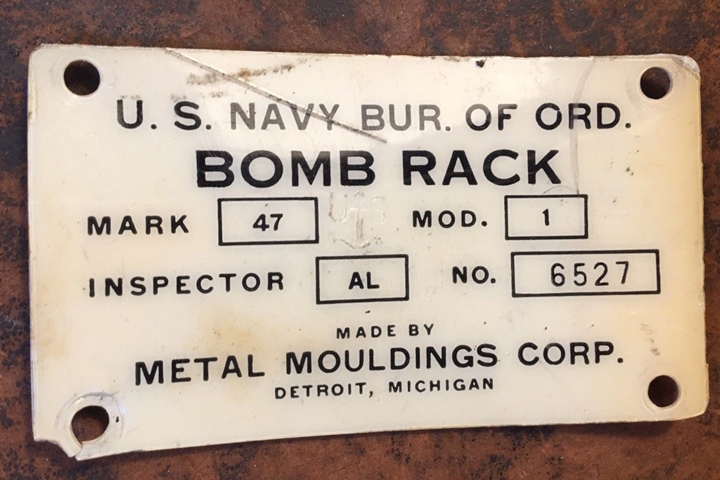 U. S. NAVY BUR. OF ORD.
BOMB RACK
MARK 47 MOD. 1
INSPECTOR AL NO. 6527
MADE BY
METAL MOULDINGS CORP.
DETROIT, MICHIGAN